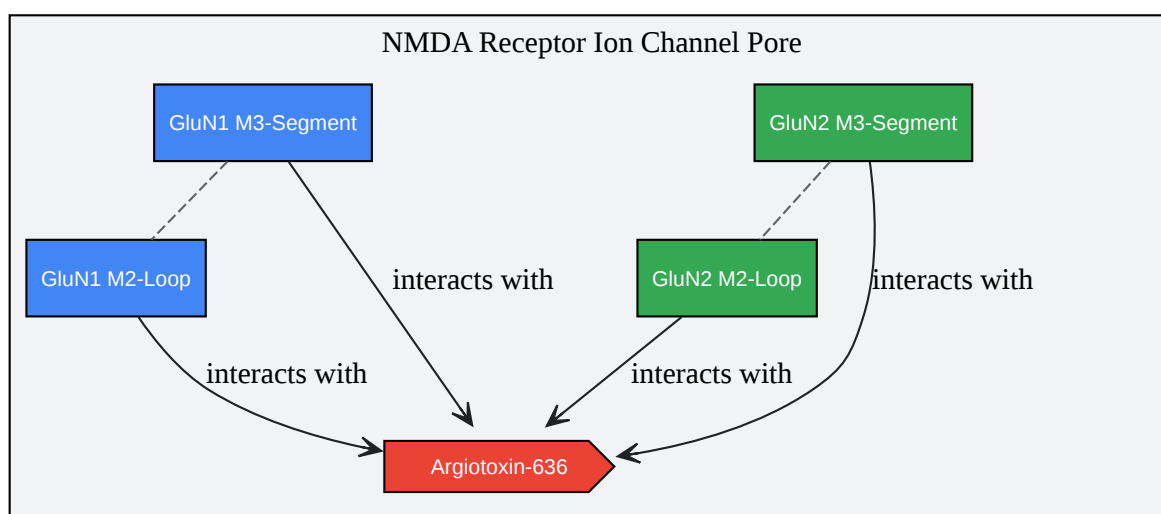 NMDA Receptor Ion Channel Pore
GluN1 M3-Segment
GluN2 M3-Segment
GluN1 M2-Loop
interacts with
GluN2 M2-Loop
interacts with
interacts with
interacts with
Argiotoxin-636